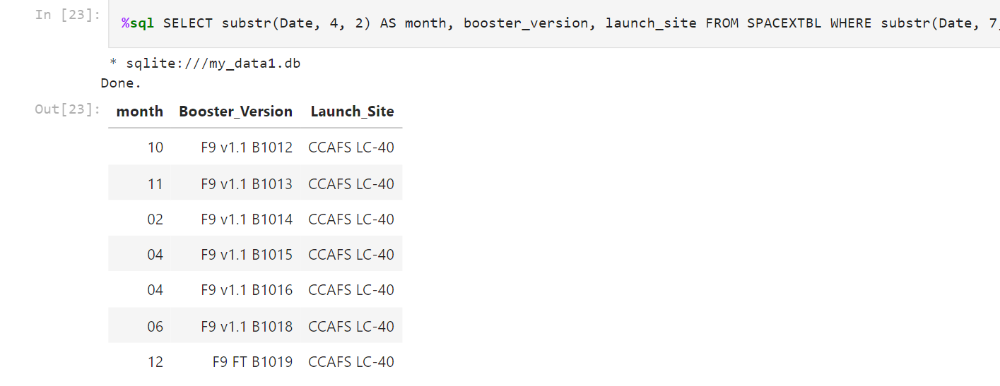 In [23]:
%sql SELECT substr(Date, 4, 2) AS month, booster_version, launch_site FROM SPACEXTBL WHERE substr(Date, 7,
* sqlite:///my_data1.db
Done.
Out[23]:
month Booster_Version Launch_Site
10 F9 v1.1 B1012 CCAFS LC-40
11 F9 v1.1 B1013 CCAFS LC-40
02 F9 v1.1 B1014 CCAFS LC-40
04 F9 v1.1 B1015 CCAFS LC-40
04 F9 v1.1 B1016 CCAFS LC-40
06 F9 v1.1 B1018 CCAFS LC-40
12 F9 FT B1019 CCAFS LC-40